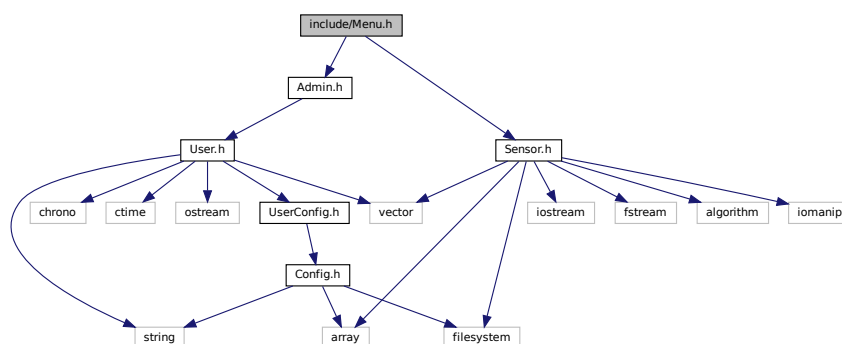 include/Menu.h
Admin.h
User.h
Sensor.h
chrono
ctime
ostream
UserConfig.h
vector
iostream
fstream
algorithm
iomanip
Config.h
string
array
filesystem